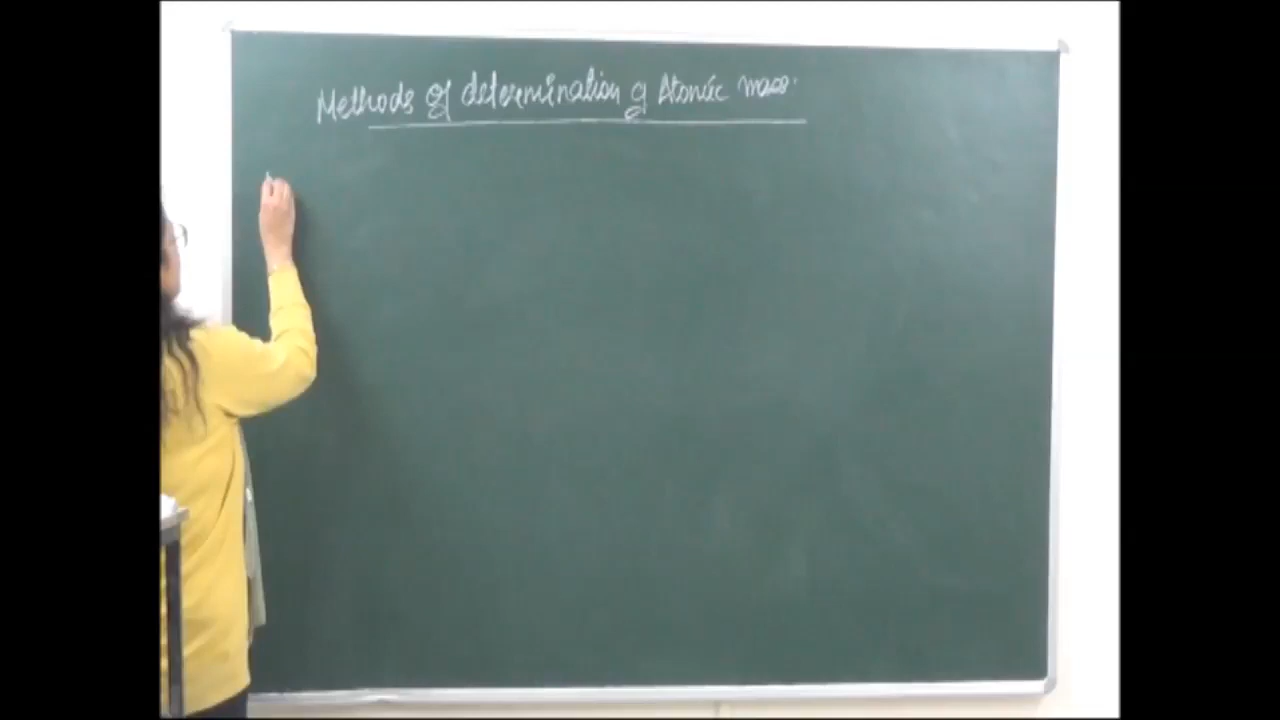 Methods of determination of Atomic mass.